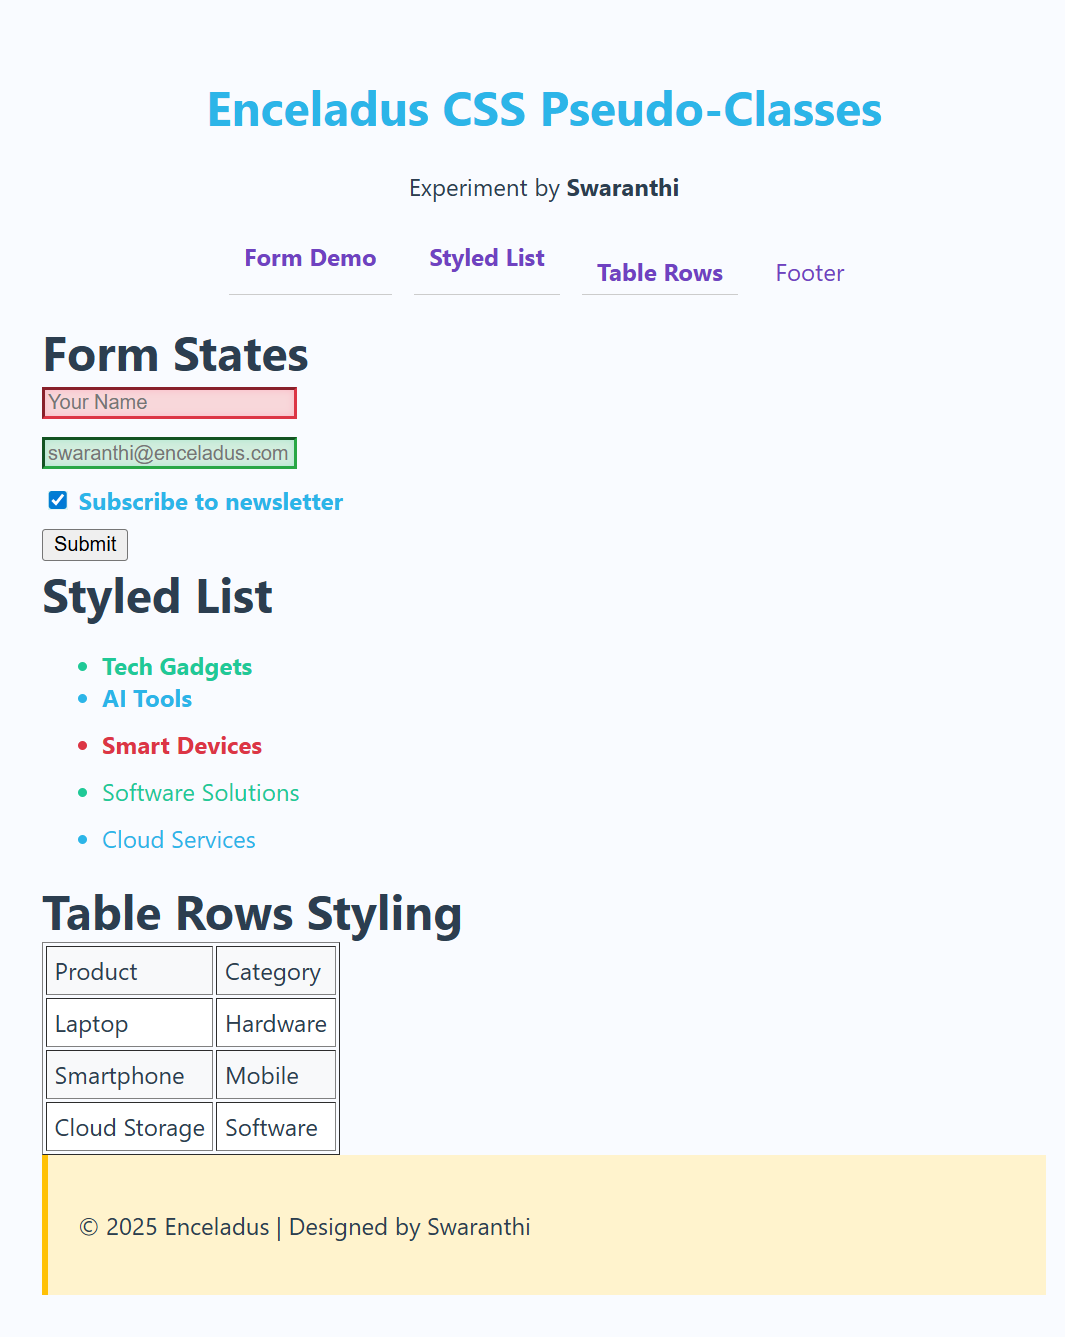 Enceladus CSS Pseudo-Classes
Experiment by Swaranthi
Form Demo Styled List Table Rows Footer
Form States
Your Name
swaranthi@enceladus.com
Subscribe to newsletter
Submit
Styled List
Tech Gadgets
AI Tools
Smart Devices
Software Solutions
Cloud Services
Table Rows Styling
Product Category
Laptop Hardware
Smartphone Mobile
Cloud Storage Software
© 2025 Enceladus | Designed by Swaranthi